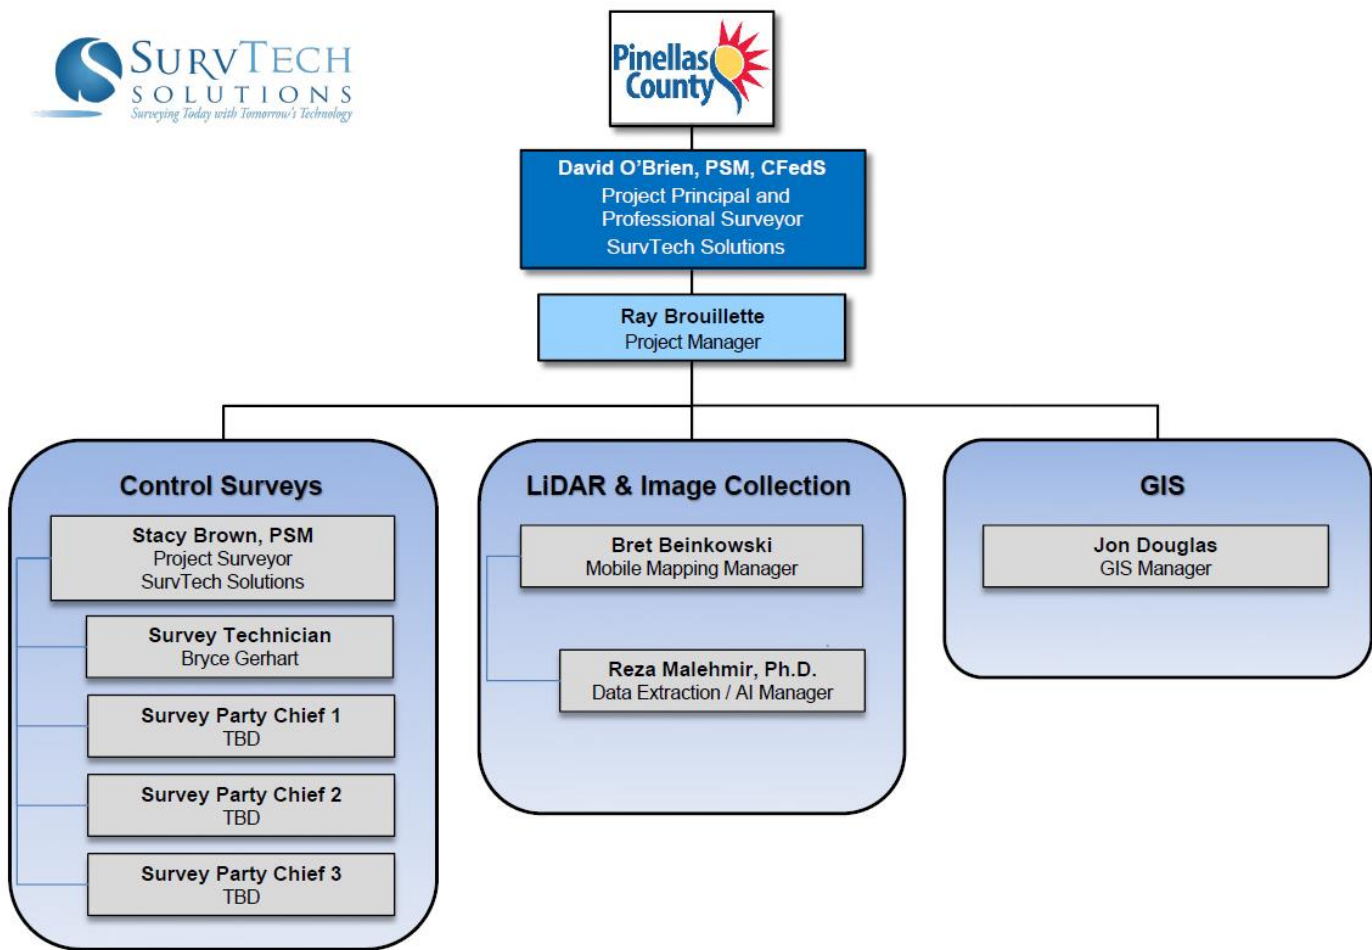 SURVTECH
SOLUTIONS
Surveying Today with Tomorrow's Technology
Pinellas
County
David O'Brien, PSM, CFedS
Project Principal and
Professional Surveyor
SurvTech Solutions
Ray Brouillette
Project Manager
Control Surveys
Stacy Brown, PSM
Project Surveyor
SurvTech Solutions
Survey Technician
Bryce Gerhart
Survey Party Chief 1
TBD
Survey Party Chief 2
TBD
Survey Party Chief 3
TBD
LiDAR & Image Collection
Bret Beinkowski
Mobile Mapping Manager
Reza Malehmir, Ph.D.
Data Extraction / AI Manager
GIS
Jon Douglas
GIS Manager